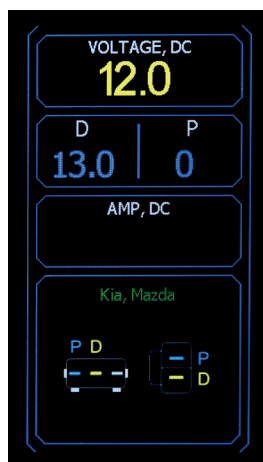 VOLTAGE, DC
12.0
D P
13.0 0
AMP, DC
Kia, Mazda
P D
P
D